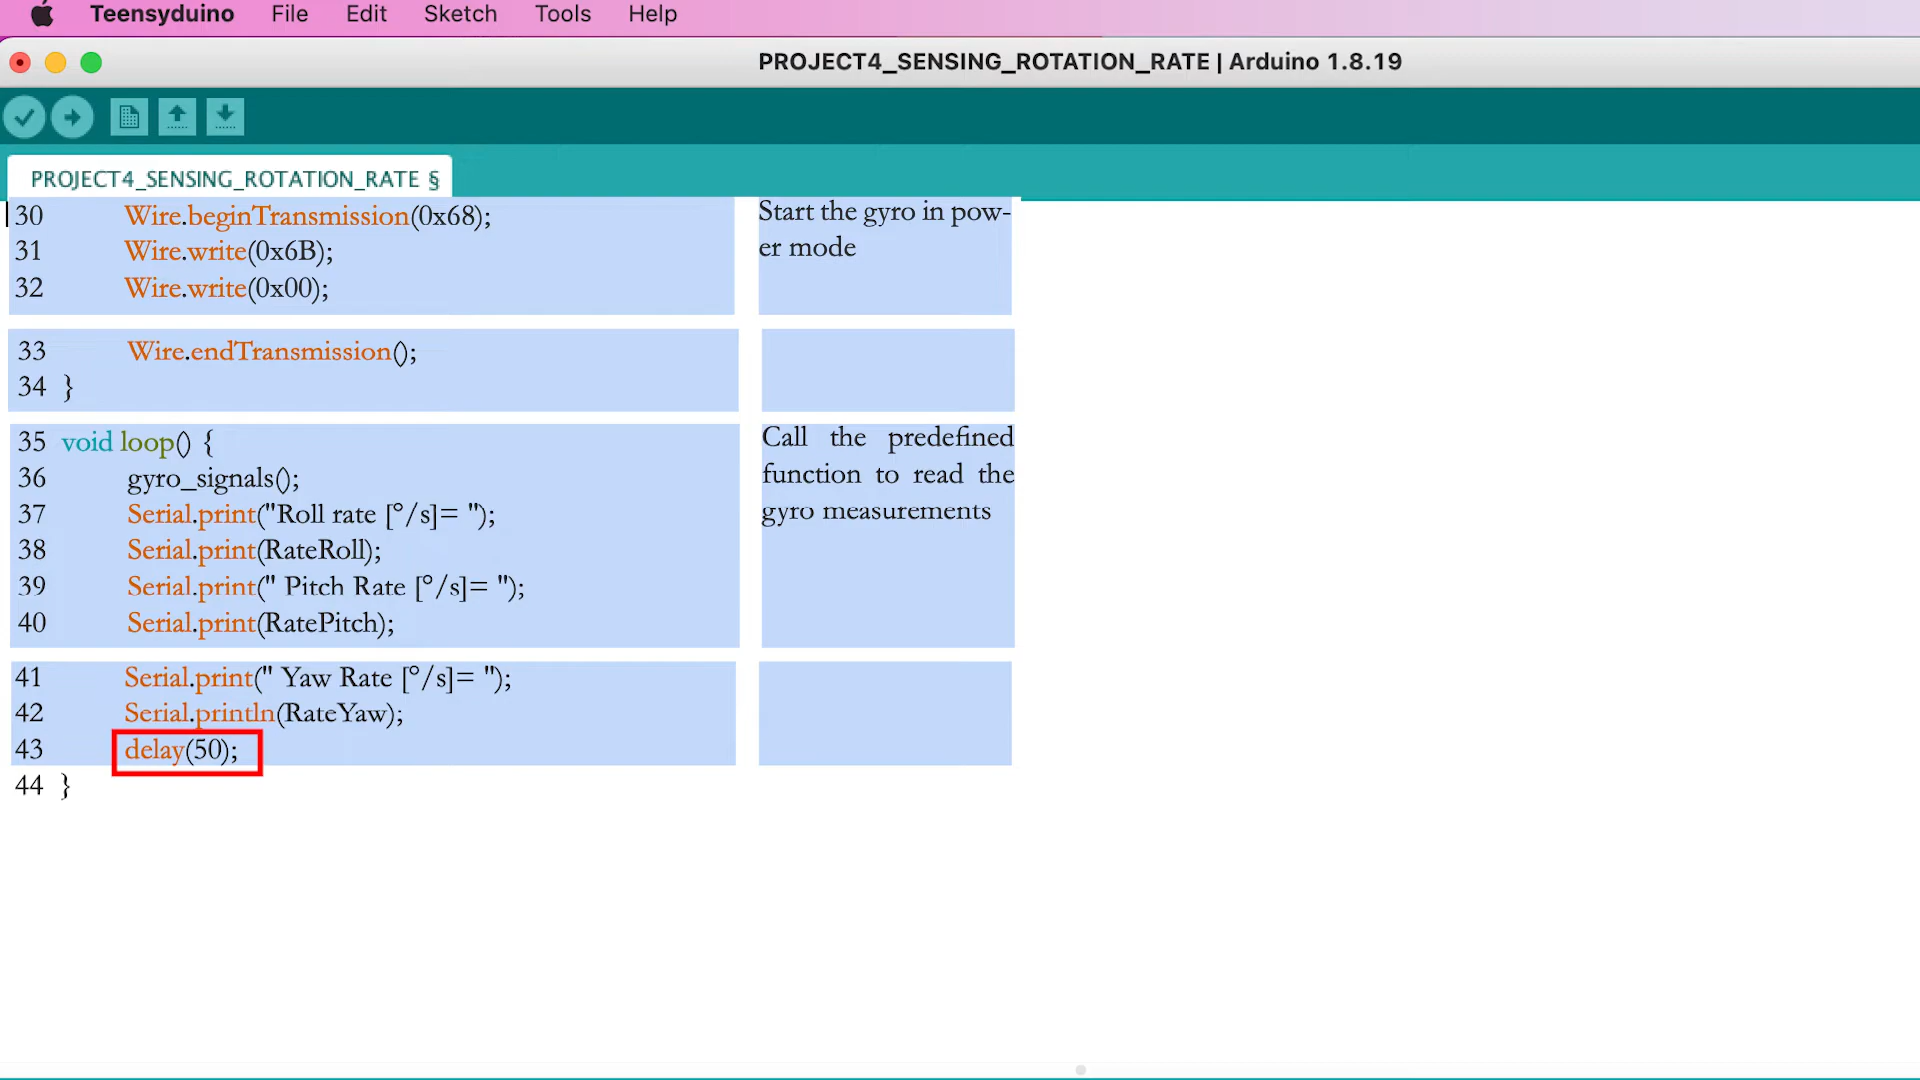 Teensyduino File Edit Sketch Tools Help
PROJECT4_SENSING_ROTATION_RATE | Arduino 1.8.19
PROJECT4_SENSING_ROTATION_RATE §
30 Wire.beginTransmission(0x68);
31 Wire.write(0x6B);
32 Wire.write(0x00);
Start the gyro in pow-
er mode
33 Wire.endTransmission();
34 }
35 void loop() {
36 gyro_signals();
37 Serial.print("Roll rate [°/s]= ");
38 Serial.print(RateRoll);
39 Serial.print(" Pitch Rate [°/s]= ");
40 Serial.print(RatePitch);
Call the predefined
function to read the
gyro measurements
41 Serial.print(" Yaw Rate [°/s]= ");
42 Serial.println(RateYaw);
43 delay(50);
44 }